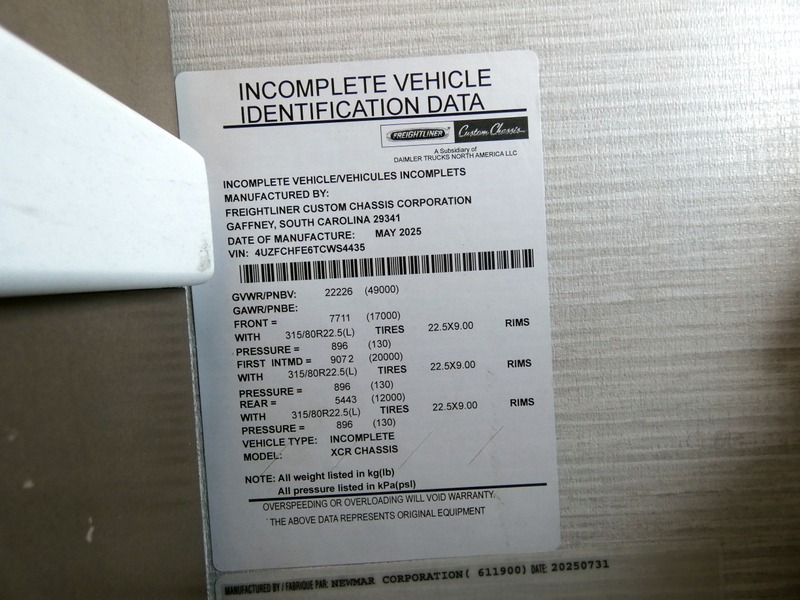 INCOMPLETE VEHICLE
IDENTIFICATION DATA
FREIGHTLINER Custom Chassis
A Subsidiary of
DAIMLER TRUCKS NORTH AMERICA LLC
INCOMPLETE VEHICLE/VEHICULES INCOMPLETS
MANUFACTURED BY:
FREIGHTLINER CUSTOM CHASSIS CORPORATION
GAFFNEY, SOUTH CAROLINA 29341
DATE OF MANUFACTURE: MAY 2025
VIN: 4UZFCHFE6TCWS4435
GVWR/PNBV: 22226 (49000)
GAWR/PNBE:
FRONT = 7711 (17000)
WITH 315/80R22.5(L) TIRES 22.5X9.00 RIMS
PRESSURE = 896 (130)
FIRST INTMD = 9072 (20000)
WITH 315/80R22.5(L) TIRES 22.5X9.00 RIMS
PRESSURE = 896 (130)
REAR = 5443 (12000)
WITH 315/80R22.5(L) TIRES 22.5X9.00 RIMS
PRESSURE = 896 (130)
VEHICLE TYPE: INCOMPLETE
MODEL: XCR CHASSIS
NOTE: All weight listed in kg(lb)
All pressure listed in kPa(psi)
OVERSPEEDING OR OVERLOADING WILL VOID WARRANTY.
THE ABOVE DATA REPRESENTS ORIGINAL EQUIPMENT
MANUFACTURED BY / FABRIQUE PAR: NEWMAR CORPORATION( 611900) DATE: 20250731